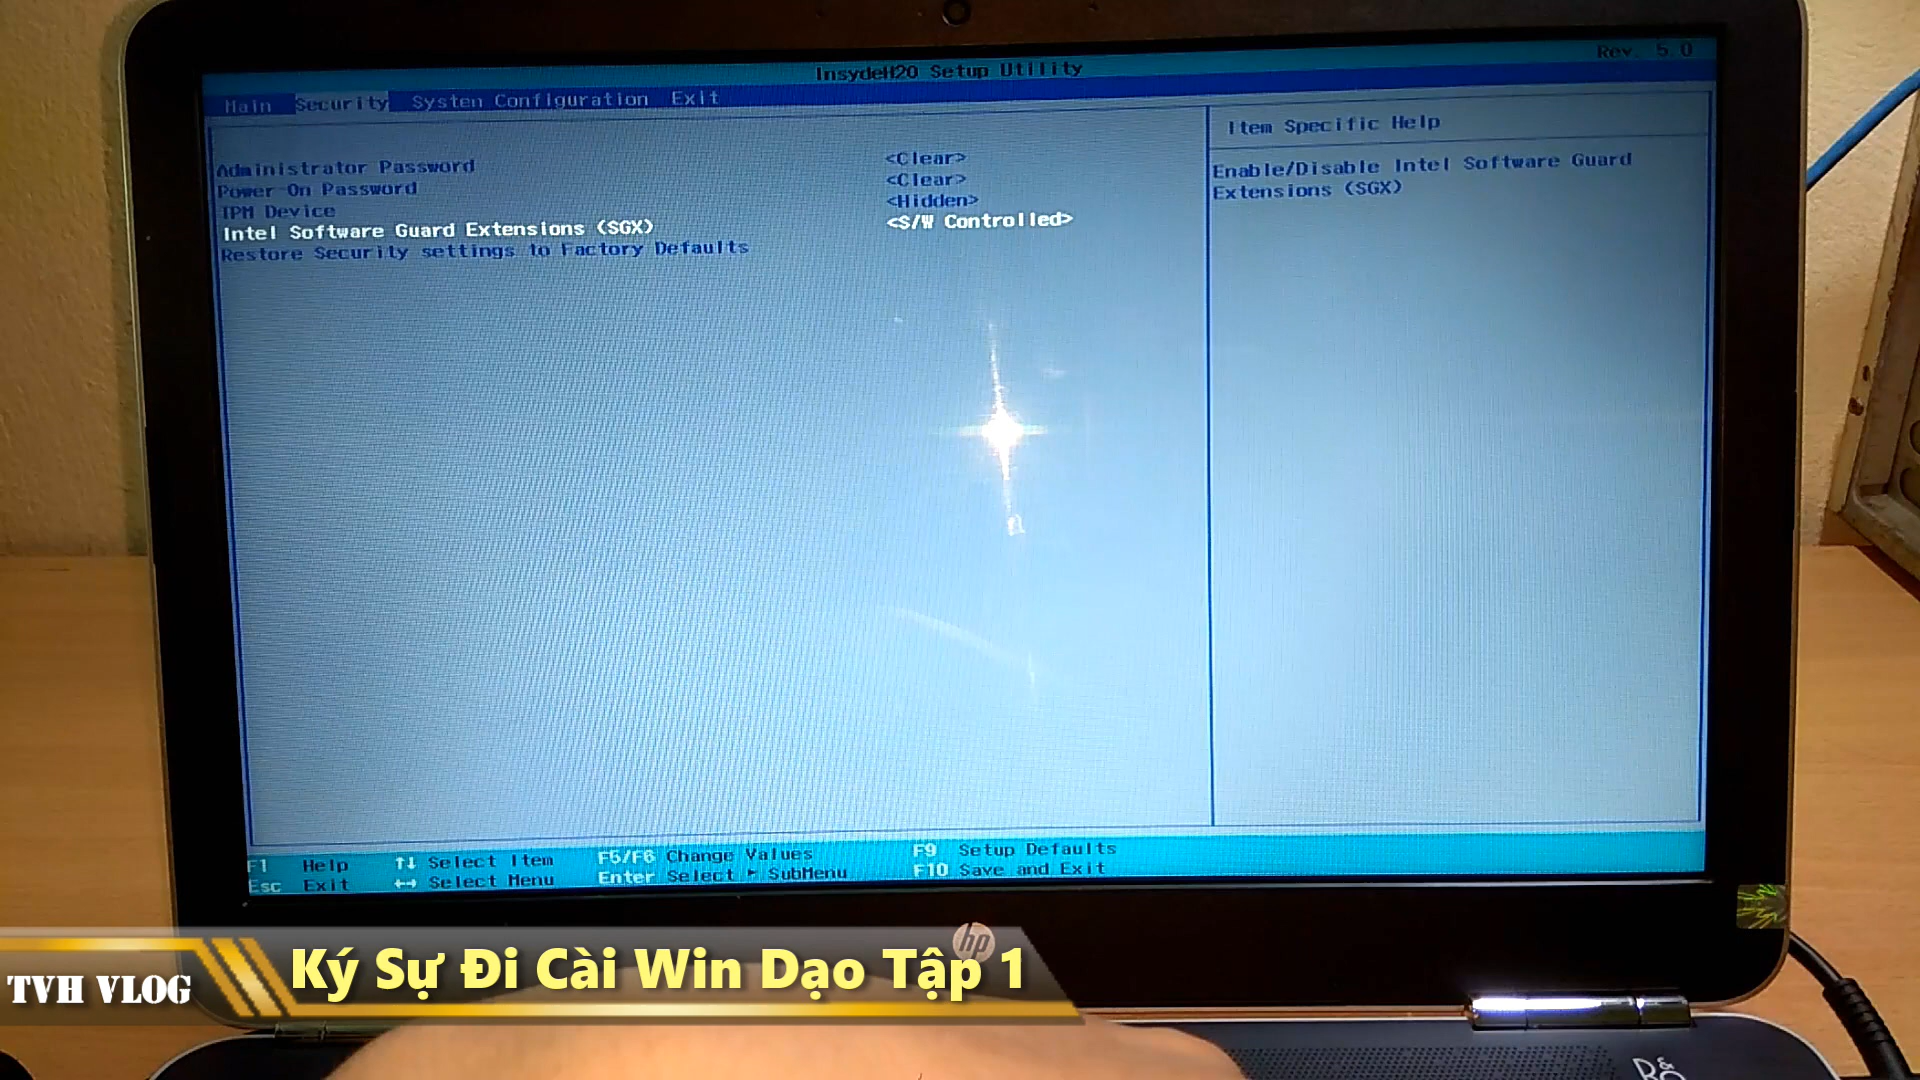 InsydeH20 Setup Utility
Rev. 5.0
Main Security System Configuration Exit
Administrator Password <Clear>
Power-On Password <Clear>
TPM Device <Hidden>
Intel Software Guard Extensions (SGX) <S/W Controlled>
Restore Security settings to Factory Defaults
Item Specific Help
Enable/Disable Intel Software Guard
Extensions (SGX)
F1 Help ↑↓ Select Item F5/F6 Change Values F9 Setup Defaults
Esc Exit ↔ Select Menu Enter Select ▸ SubMenu F10 Save and Exit
hp
TVH VLOG
Ký Sự Đi Cài Win Dạo Tập 1
B&O